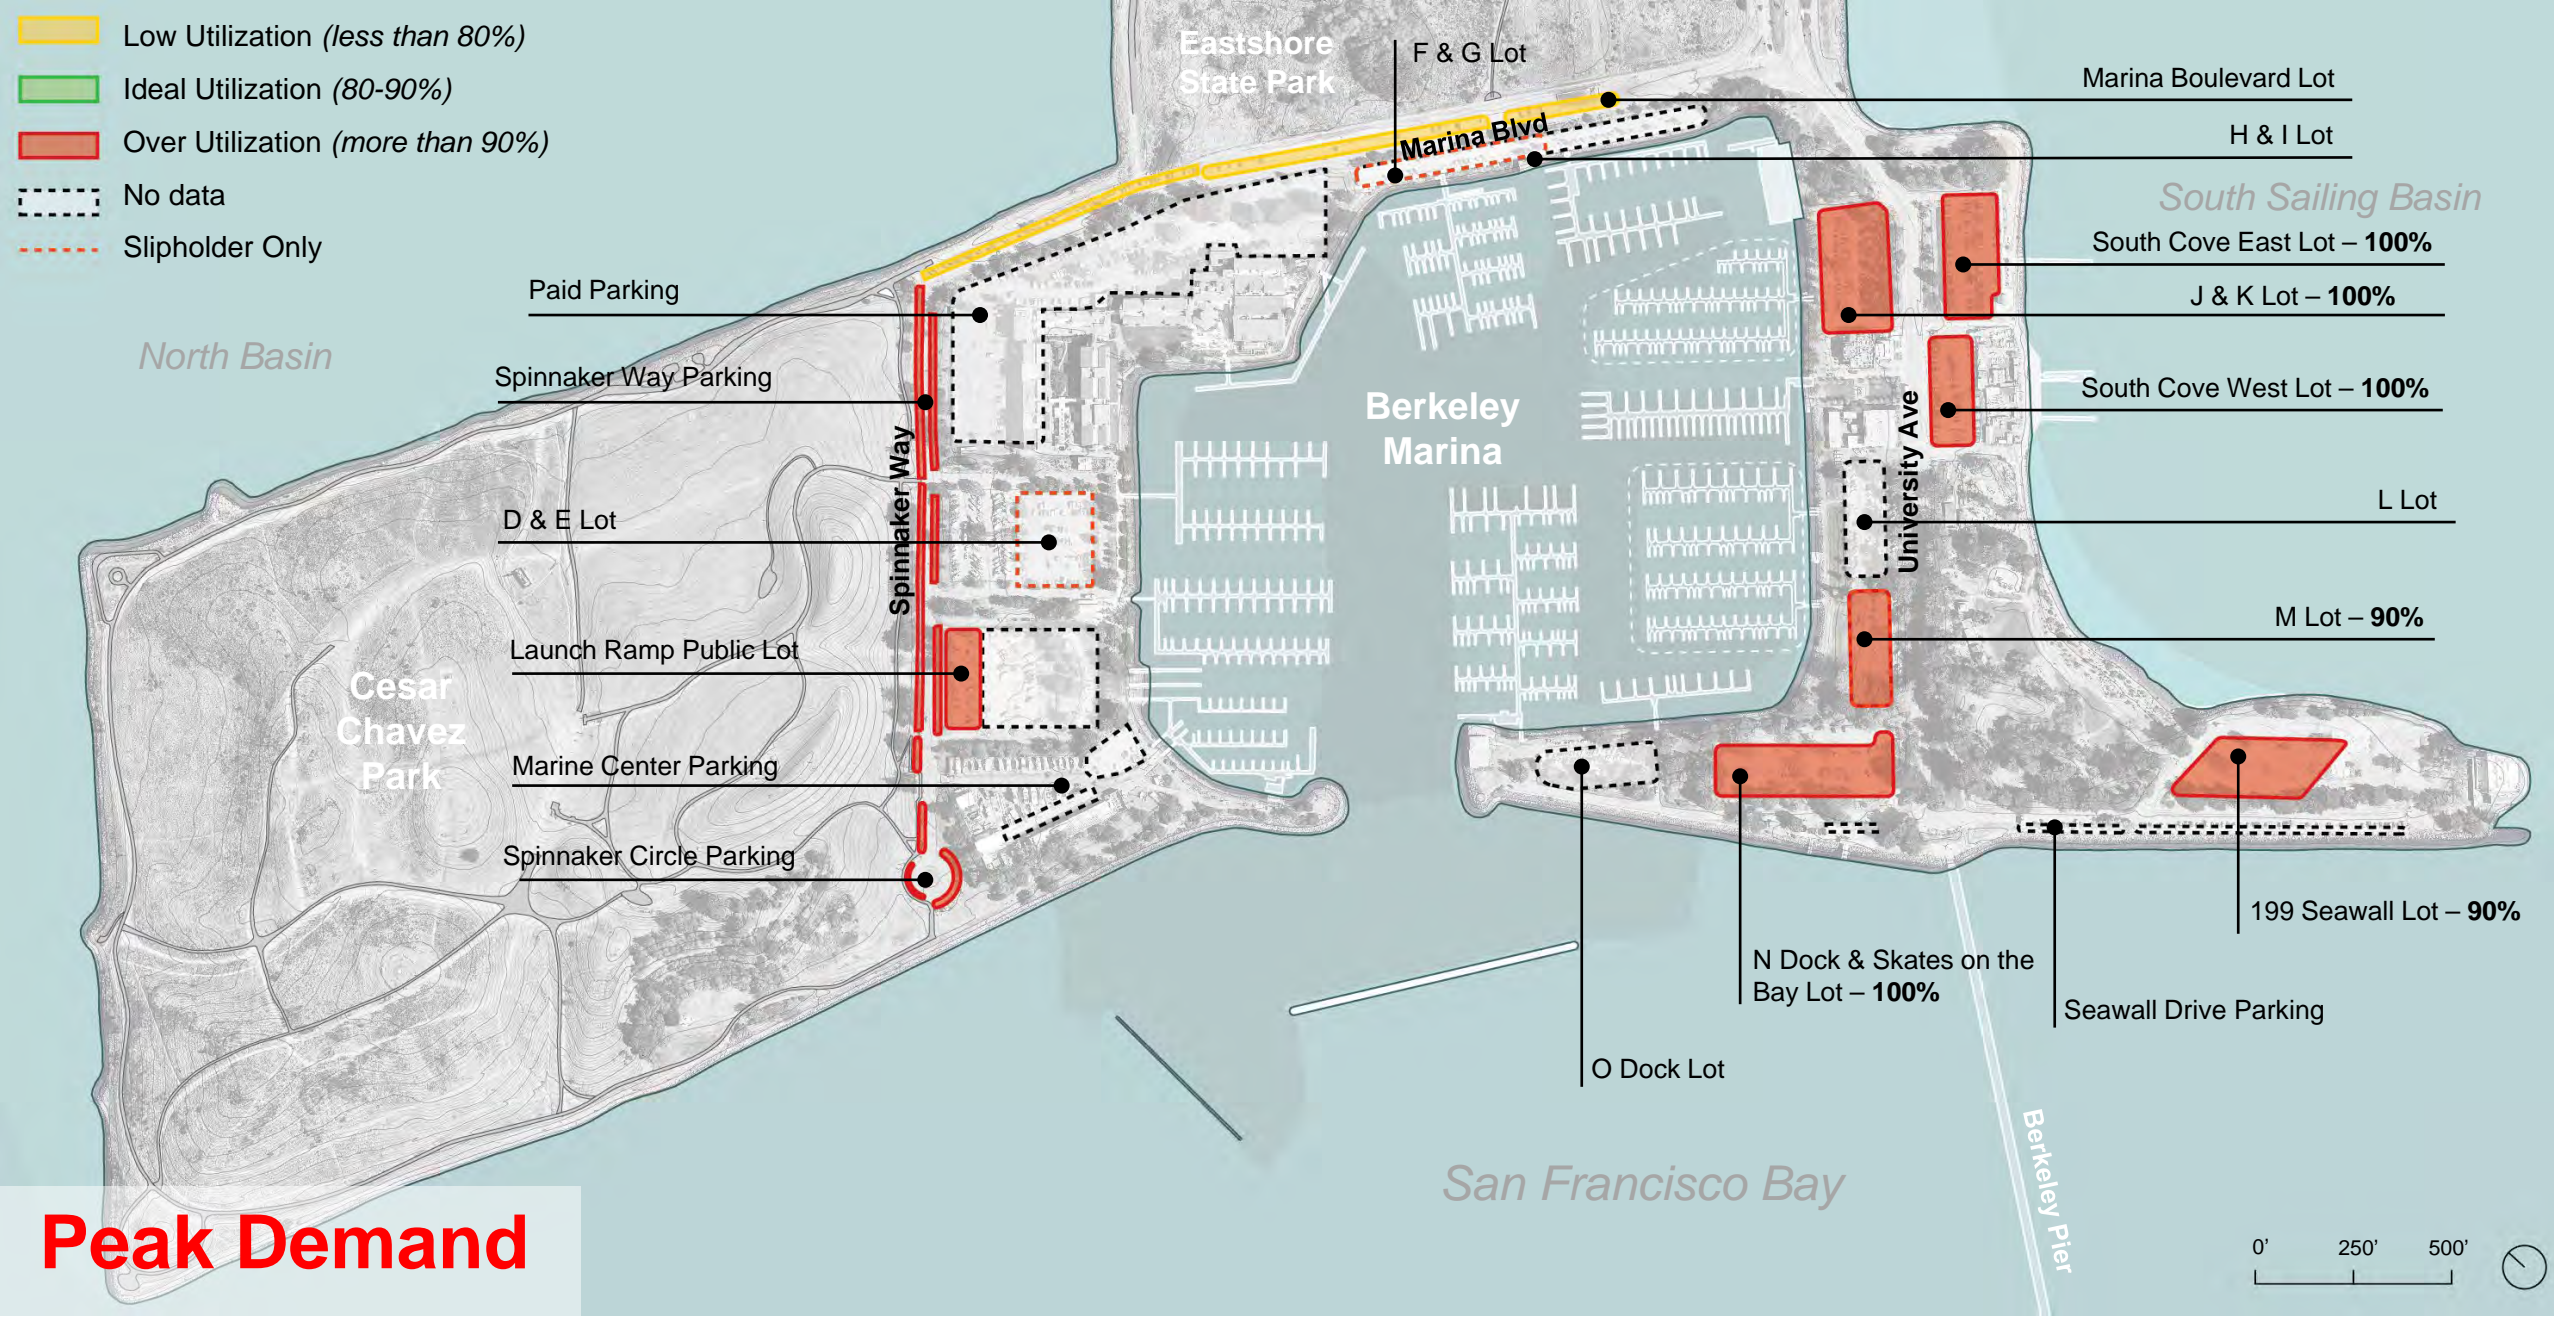 Low Utilization (less than 80%)
Ideal Utilization (80-90%)
Over Utilization (more than 90%)
No data
Slipholder Only
Eastshore
State Park
F & G Lot
Marina Blvd
Marina Boulevard Lot
H & I Lot
South Sailing Basin
South Cove East Lot – 100%
J & K Lot – 100%
South Cove West Lot – 100%
L Lot
M Lot – 90%
University Ave
Paid Parking
North Basin
Spinnaker Way Parking
Spinnaker Way
D & E Lot
Launch Ramp Public Lot
Cesar
Chavez
Park
Marine Center Parking
Spinnaker Circle Parking
Berkeley
Marina
199 Seawall Lot – 90%
N Dock & Skates on the
Bay Lot – 100%
Seawall Drive Parking
O Dock Lot
San Francisco Bay
Berkeley Pier
Peak Demand
0' 250' 500'